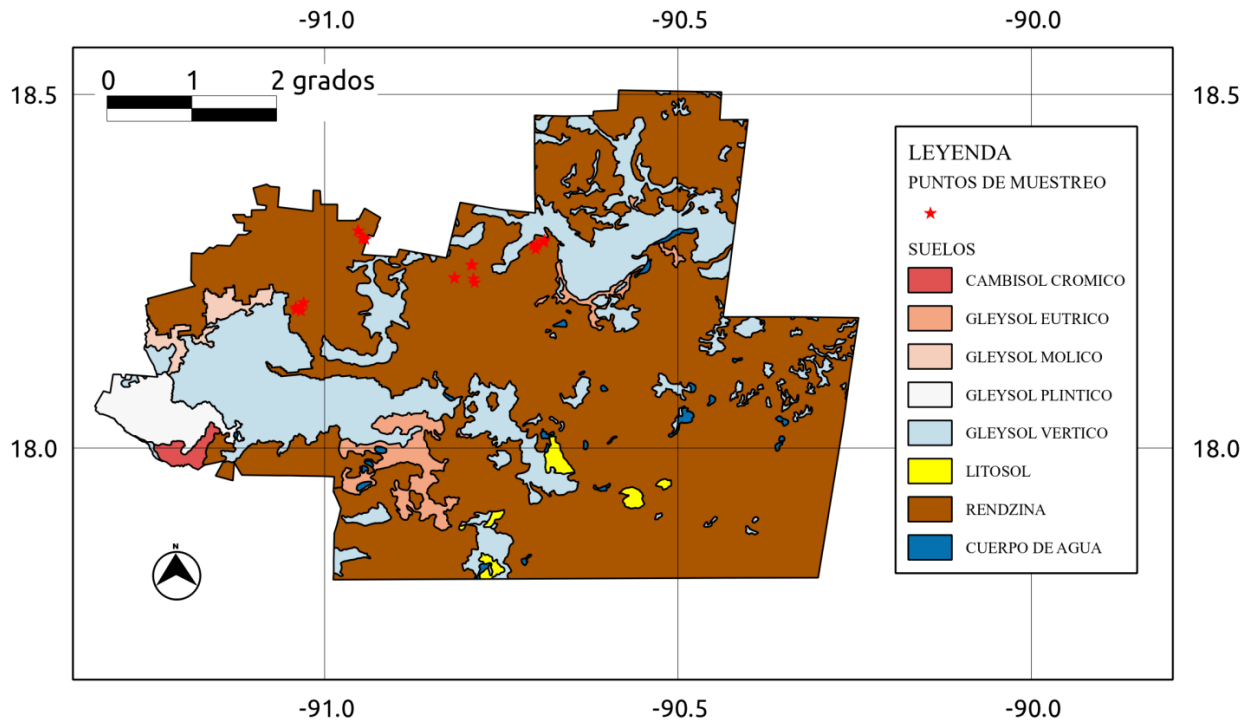 -91.0 -90.5 -90.0
0 1 2 grados
18.5 18.5
LEYENDA
PUNTOS DE MUESTREO
SUELOS
CAMBISOL CROMICO
GLEYSOL EUTRICO
GLEYSOL MOLICO
GLEYSOL PLINTICO
GLEYSOL VERTICO
LITOSOL
RENDZINA
CUERPO DE AGUA
18.0 18.0
N
-91.0 -90.5 -90.0